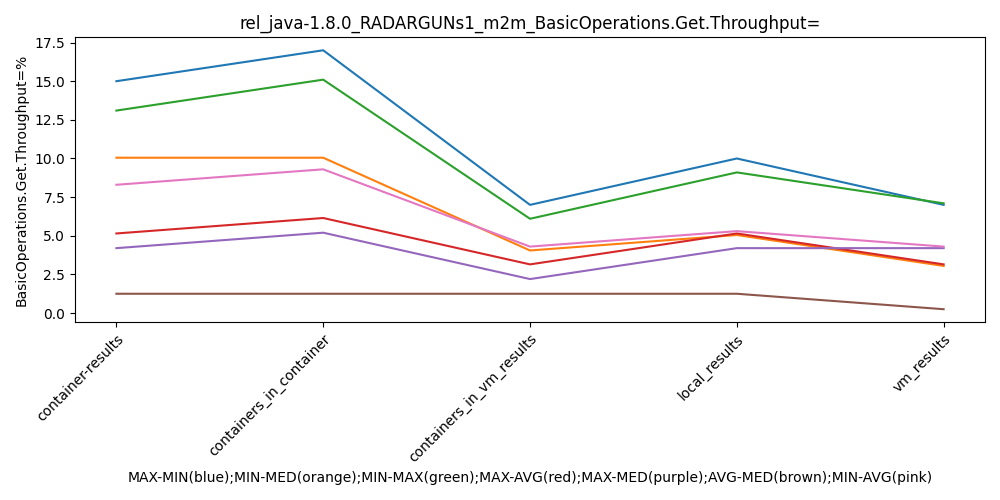 rel_java-1.8.0_RADARGUNs1_m2m_BasicOperations.Get.Throughput=
BasicOperations.Get.Throughput=%
17.5
15.0
12.5
10.0
7.5
5.0
2.5
0.0
container-results
containers_in_container
containers_in_vm_results
local_results
vm_results
MAX-MIN(blue);MIN-MED(orange);MIN-MAX(green);MAX-AVG(red);MAX-MED(purple);AVG-MED(brown);MIN-AVG(pink)